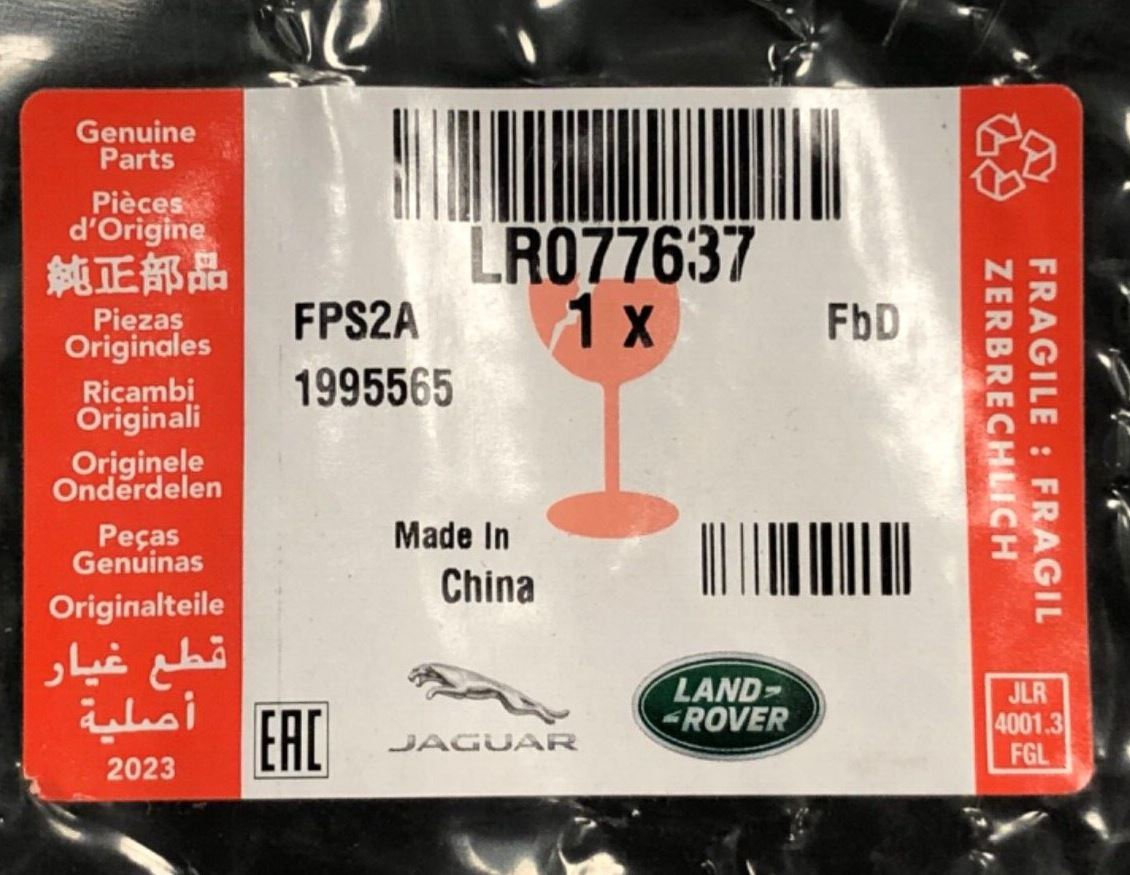 Genuine
Parts
Pièces
d'Origine
純正部品
Piezas
Originales
Ricambi
Originali
Originele
Onderdelen
Peças
Genuinas
Originalteile
قطع غيار
أصلية
2023
LR077637
1 x
FPS2A
FbD
1995565
Made In
China
EAC
JAGUAR
LAND-
-ROVER
FRAGILE : FRAGIL
ZERBRECHLICH
JLR
4001.3
FGL